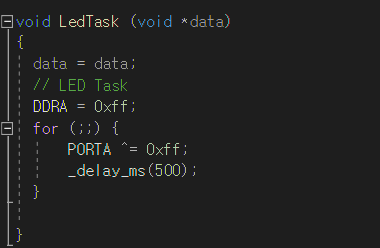 void LedTask (void *data)
{
data = data;
// LED Task
DDRA = 0xff;
for (;;) {
PORTA ^= 0xff;
_delay_ms(500);
}
}